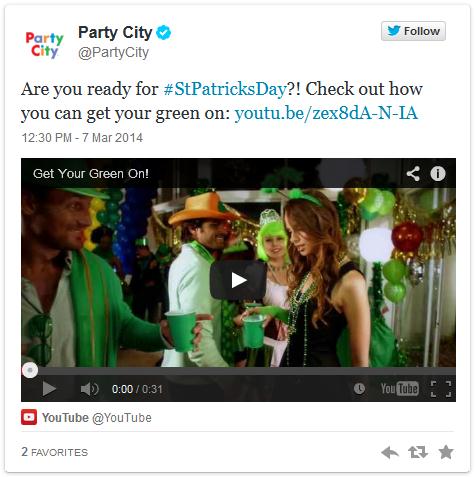 Party City
Party City
@PartyCity
Follow
Are you ready for #StPatricksDay?! Check out how
you can get your green on: youtu.be/zex8dA-N-IA
12:30 PM - 7 Mar 2014
Get Your Green On!
0:00 / 0:31
YouTube
YouTube @YouTube
2 FAVORITES